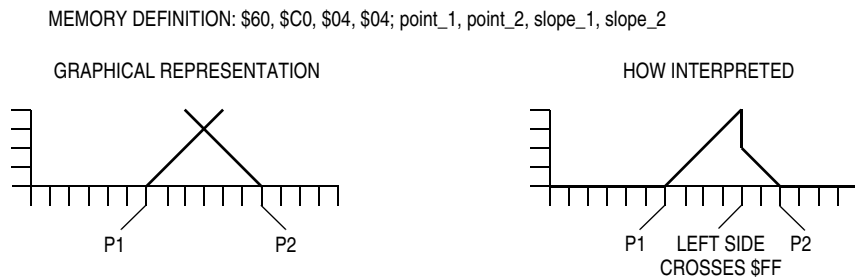 MEMORY DEFINITION: $60, $C0, $04, $04; point_1, point_2, slope_1, slope_2
GRAPHICAL REPRESENTATION
HOW INTERPRETED
P1
P2
P1
LEFT SIDE
CROSSES $FF
P2